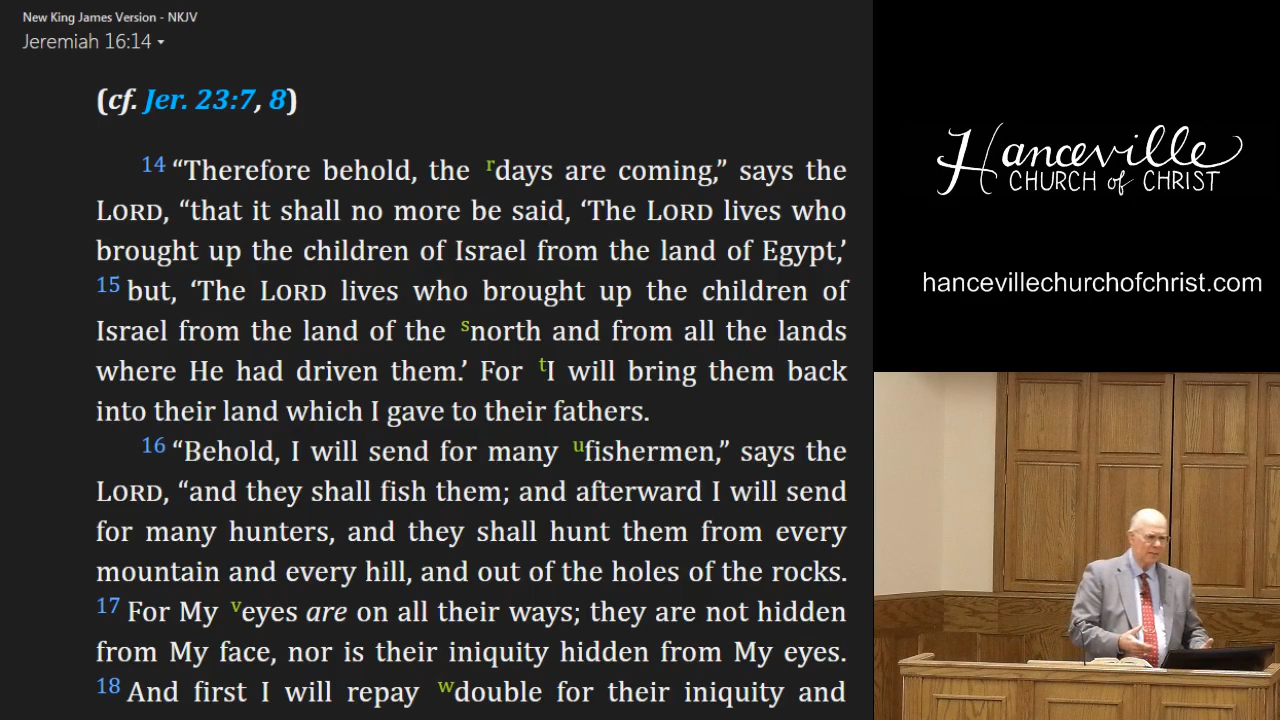 New King James Version - NKJV
Jeremiah 16:14
(cf. Jer. 23:7, 8)
14 “Therefore behold, the rdays are coming,” says the
LORD, “that it shall no more be said, ‘The LORD lives who
brought up the children of Israel from the land of Egypt,’
15 but, ‘The LORD lives who brought up the children of
Israel from the land of the snorth and from all the lands
where He had driven them.’ For tI will bring them back
into their land which I gave to their fathers.
16 “Behold, I will send for many ufishermen,” says the
LORD, “and they shall fish them; and afterward I will send
for many hunters, and they shall hunt them from every
mountain and every hill, and out of the holes of the rocks.
17 For My veyes are on all their ways; they are not hidden
from My face, nor is their iniquity hidden from My eyes.
18 And first I will repay wdouble for their iniquity and
Hanceville
CHURCH of CHRIST
hancevillechurchofchrist.com